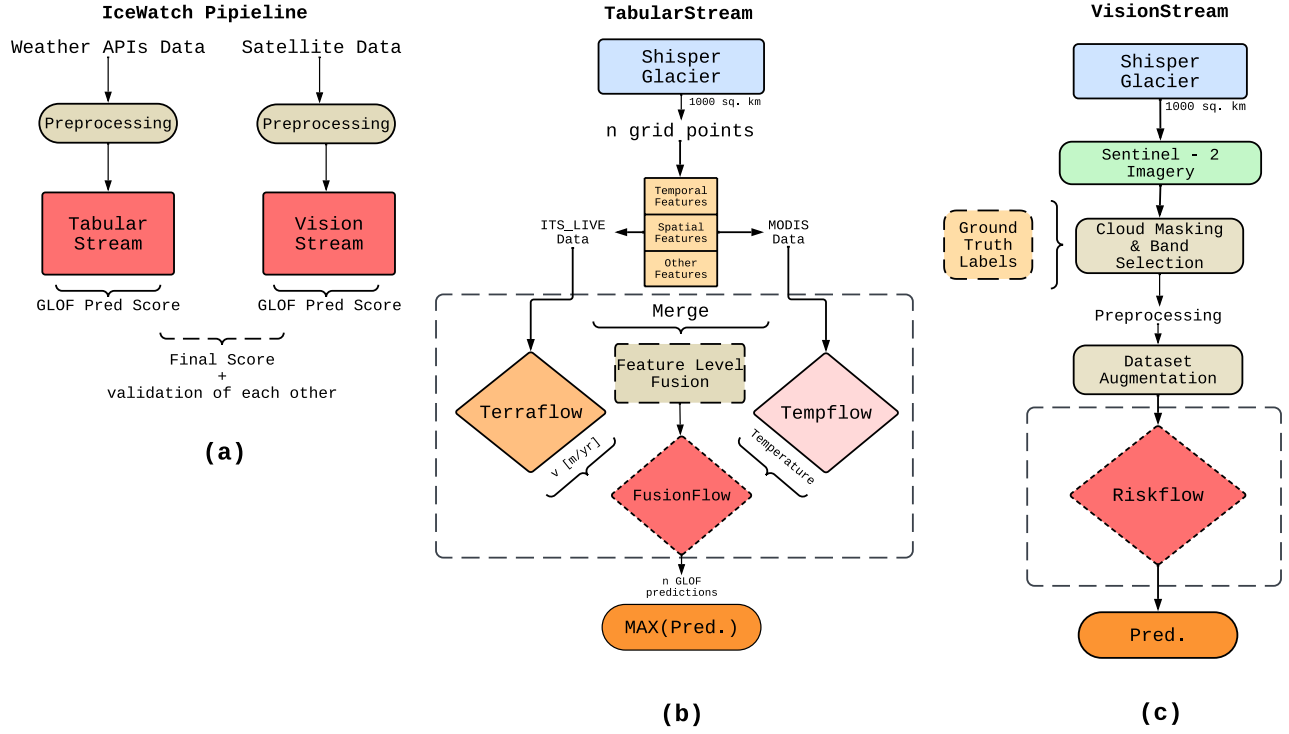 IceWatch Pipieline
Weather APIs Data
Satellite Data
Preprocessing
Preprocessing
Tabular
Stream
Vision
Stream
GLOF Pred Score
GLOF Pred Score
Final Score
+
validation of each other
(a)
TabularStream
Shisper
Glacier
1000 sq. km
n grid points
Temporal
Features
Spatial
Features
Other
Features
ITS_LIVE
Data
MODIS
Data
Merge
Feature Level
Fusion
Terraflow
Tempflow
v [m/yr]
Temperature
FusionFlow
n GLOF
predictions
MAX(Pred.)
(b)
VisionStream
Shisper
Glacier
1000 sq. km
Sentinel - 2
Imagery
Ground
Truth
Labels
Cloud Masking
& Band
Selection
Preprocessing
Dataset
Augmentation
Riskflow
Pred.
(c)